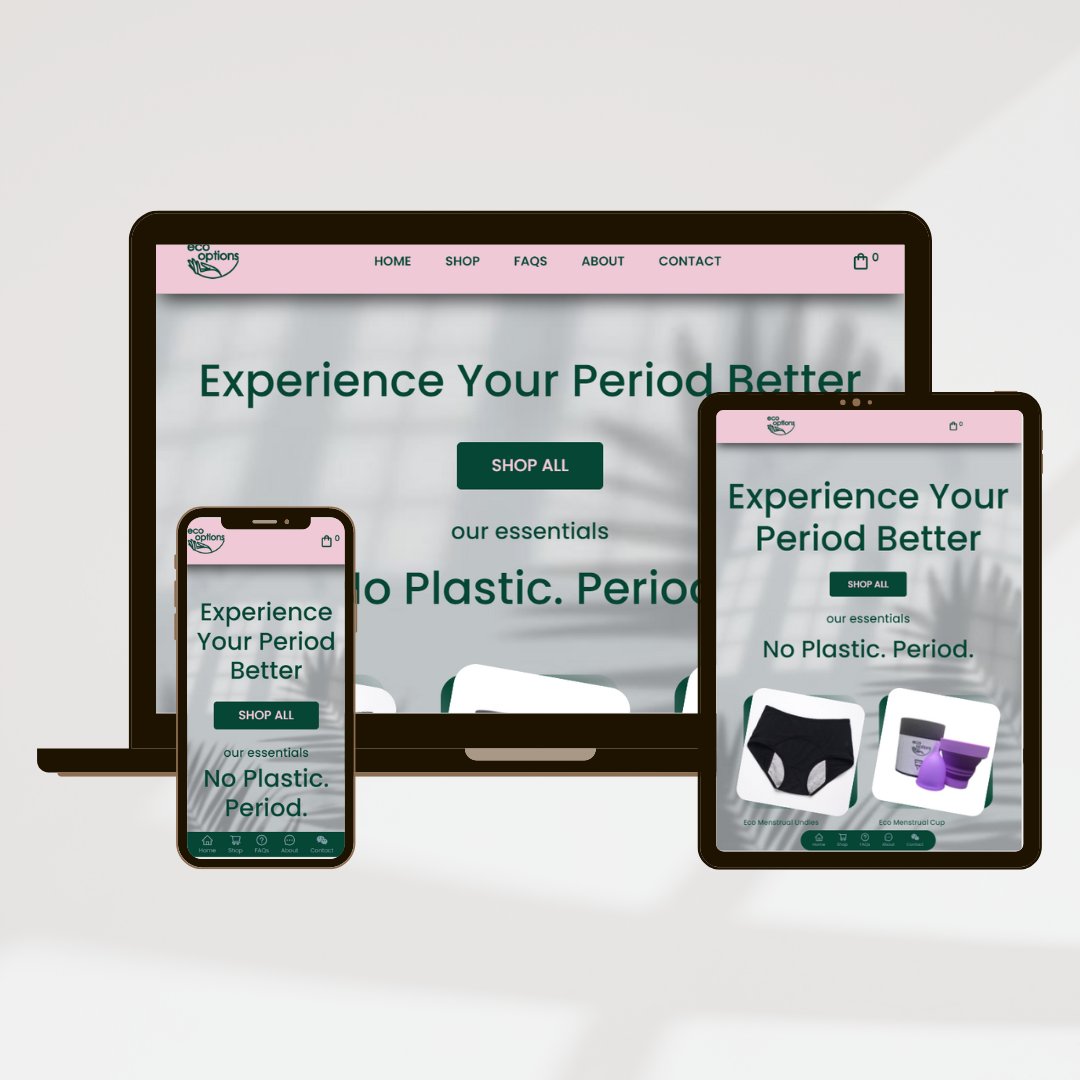 eco
options
HOME SHOP FAQS ABOUT CONTACT
0
Experience Your Period Better
SHOP ALL
our essentials
No Plastic. Period
eco
options
0
Experience
Your Period
Better
SHOP ALL
our essentials
No Plastic.
Period.
Home Shop FAQs About Contact
eco
options
0
Experience Your
Period Better
SHOP ALL
our essentials
No Plastic. Period.
eco
options
Eco Menstrual Undies Eco Menstrual Cup
Home Shop FAQs About Contact